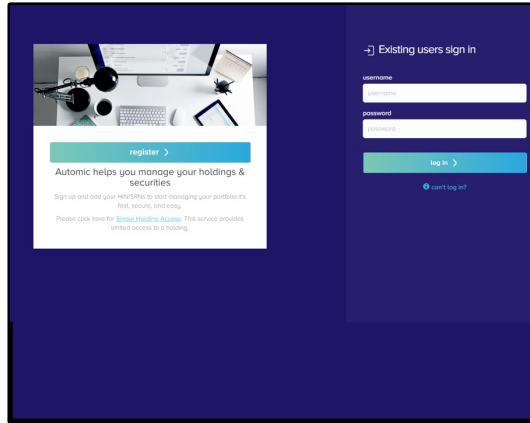 register
Automic helps you manage your holdings &
securities
Sign up and add your HIN/SRNs to start managing your portfolio.It's
fast, secure, and easy.
Please click here for Single Holding Access. This service provides
limited access to a holding.
Existing users sign in
username
username
password
password
log in
can't log in?